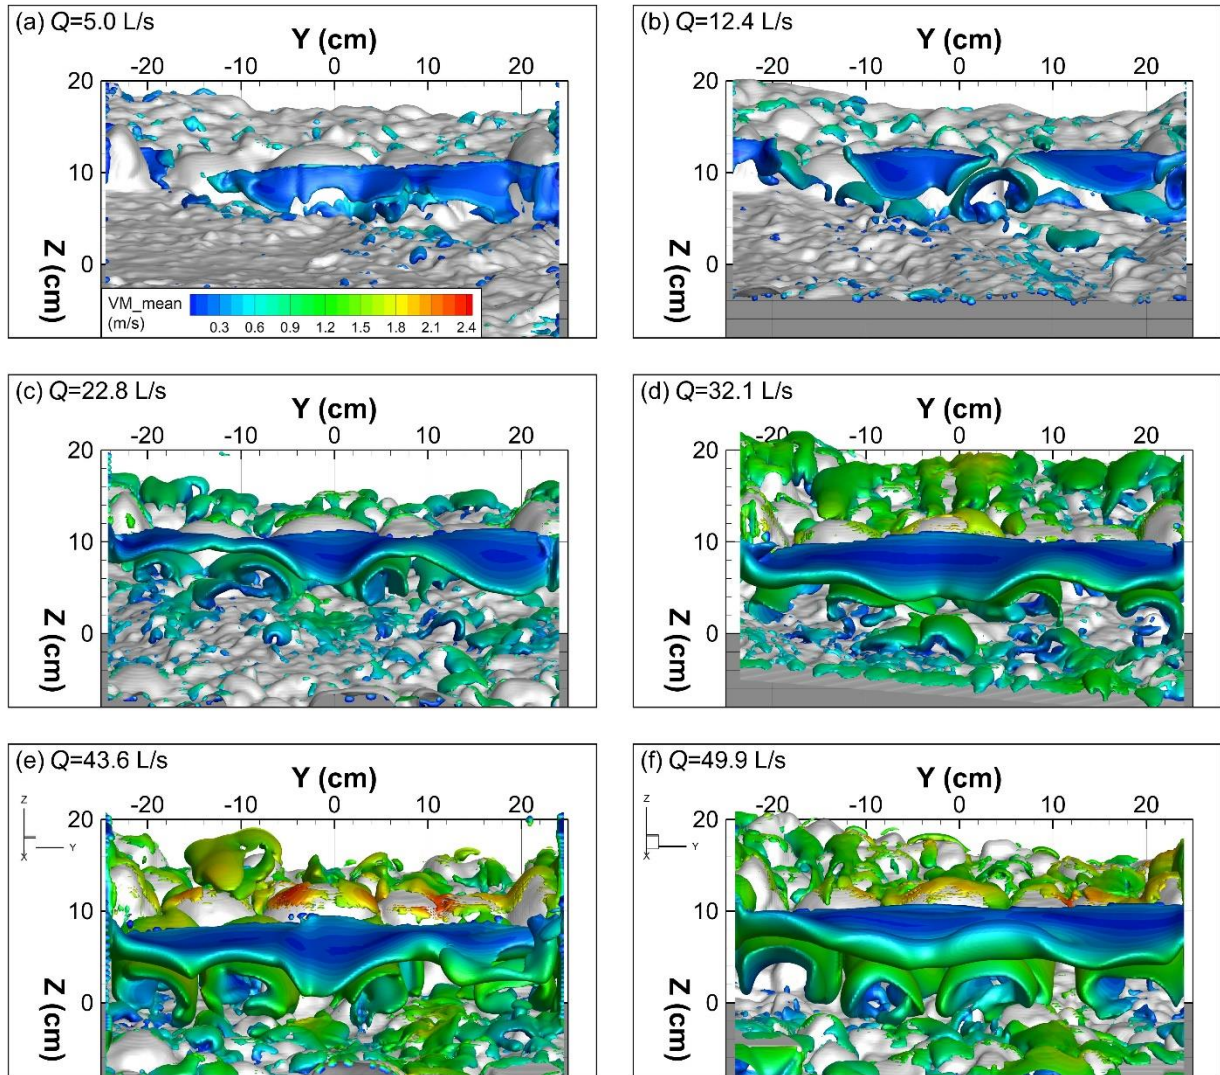 (a) Q=5.0 L/s
Y (cm)
-20 -10 0 10 20
20
10
0
Z (cm)
VM_mean
(m/s)
0.3 0.6 0.9 1.2 1.5 1.8 2.1 2.4
(b) Q=12.4 L/s
Y (cm)
-20 -10 0 10 20
20
10
0
Z (cm)
(c) Q=22.8 L/s
Y (cm)
-20 -10 0 10 20
20
10
0
Z (cm)
(d) Q=32.1 L/s
Y (cm)
-20 -10 0 10 20
20
10
0
Z (cm)
(e) Q=43.6 L/s
Y (cm)
Z
X
Y
-20 -10 0 10 20
20
10
0
Z (cm)
(f) Q=49.9 L/s
Y (cm)
Z
X
Y
-20 -10 0 10 20
20
10
0
Z (cm)